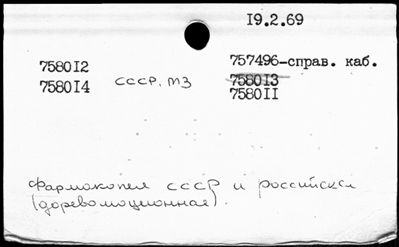 19.2.69
758012
758014
СССР. МЗ
757496-справ. каб.
758013
758011
Фармакопея СССР и российская
(дореволюционная).